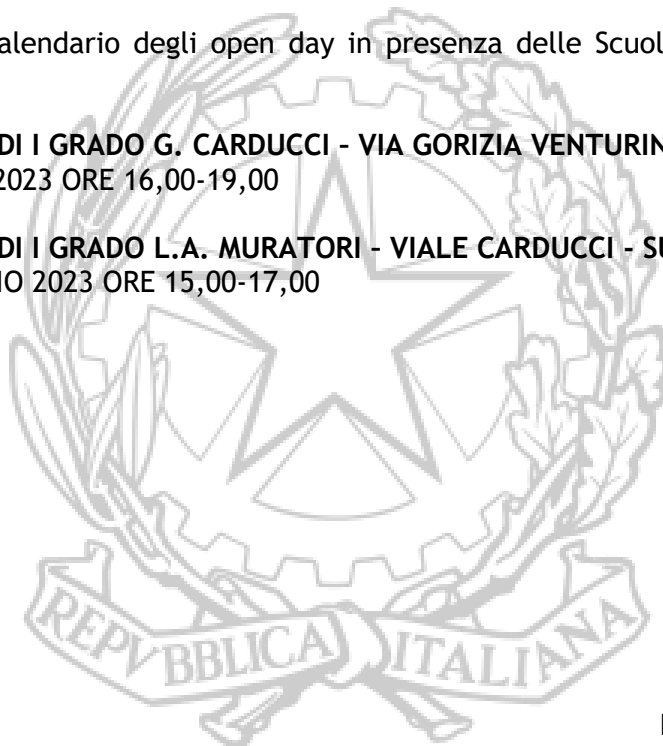 alendario degli open day in presenza delle Scuol
DI I GRADO G. CARDUCCI – VIA GORIZIA VENTURIN
2023 ORE 16,00-19,00
DI I GRADO L.A. MURATORI – VIALE CARDUCCI - SU
IO 2023 ORE 15,00-17,00
REPVBBLICA ITALIANA